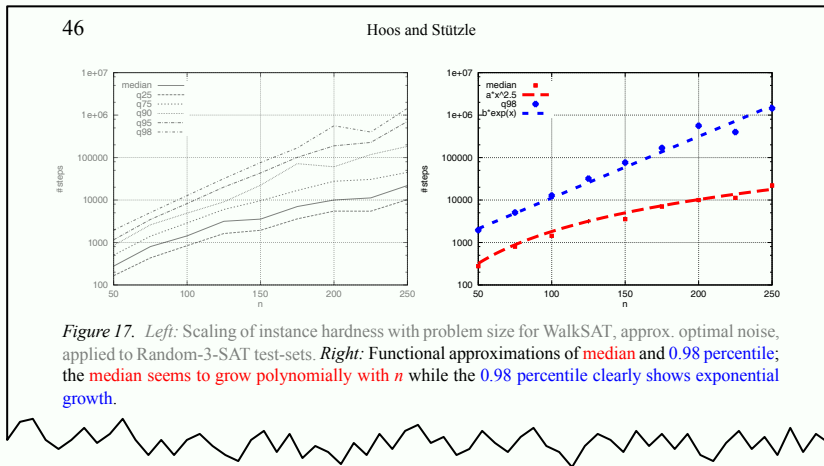 46
Hoos and Stützle
1e+07
1e+06
100000
10000
1000
100
50
100
150
200
250
#steps
n
median
q25
q75
q90
q95
q98
1e+07
1e+06
100000
10000
1000
100
50
100
150
200
250
#steps
n
median
a*x^2.5
q98
b*exp(x)
Figure 17. Left: Scaling of instance hardness with problem size for WalkSAT, approx. optimal noise,
applied to Random-3-SAT test-sets. Right: Functional approximations of median and 0.98 percentile;
the median seems to grow polynomially with n while the 0.98 percentile clearly shows exponential
growth.